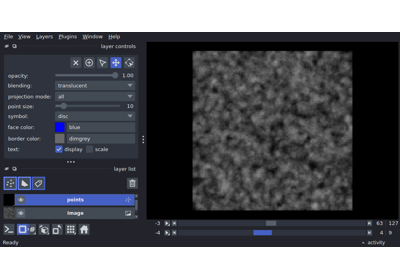 File View Layers Plugins Window Help
layer controls
opacity: 1.00
blending: translucent
projection mode: all
point size: 10
symbol: disc
face color: blue
border color: dimgrey
text: display scale
layer list
points
Image
-3 63 127
-4 4 9
Ready activity